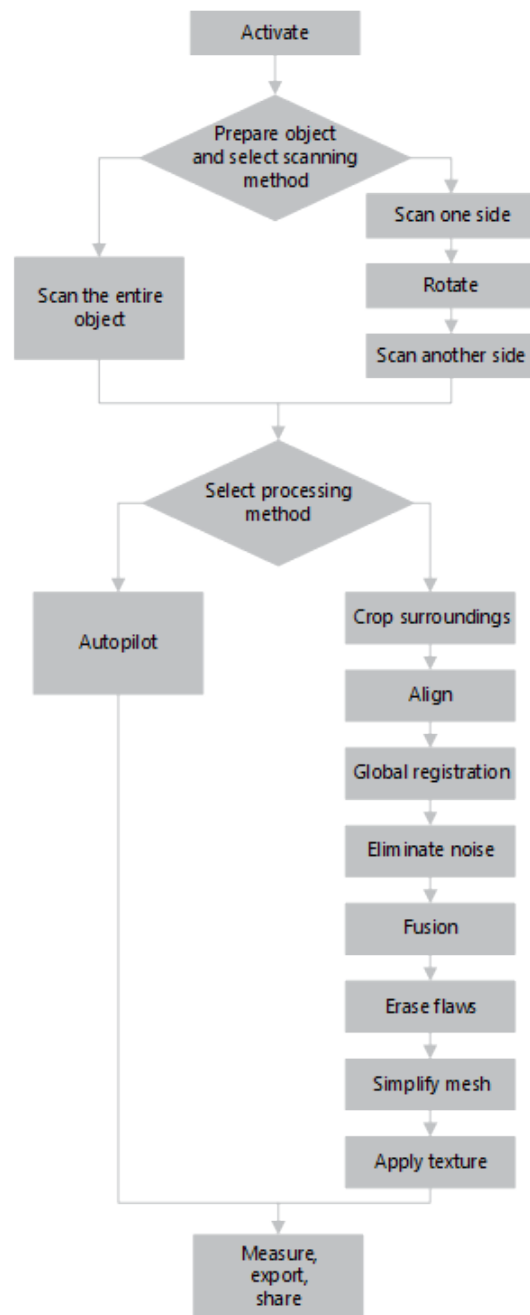 Activate
Prepare object
and select scanning
method
Scan the entire
object
Scan one side
Rotate
Scan another side
Select processing
method
Autopilot
Crop surroundings
Align
Global registration
Eliminate noise
Fusion
Erase flaws
Simplify mesh
Apply texture
Measure,
export,
share